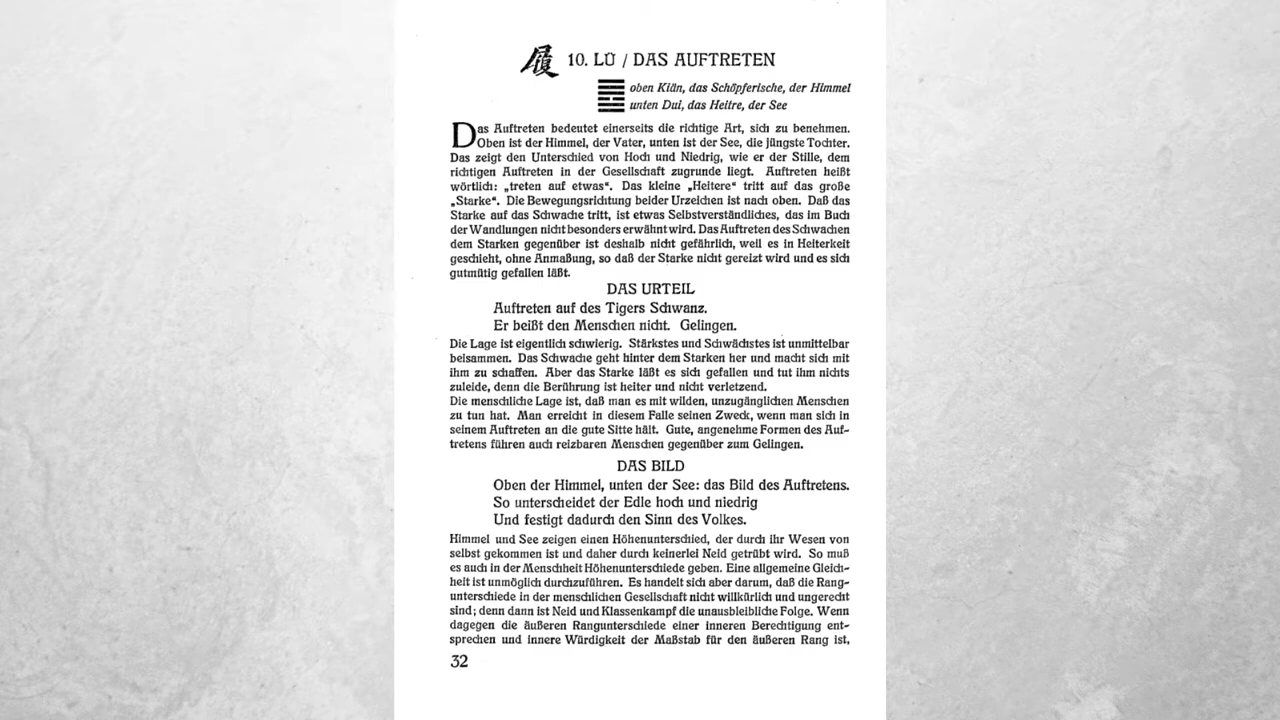 履 10. LÜ / DAS AUFTRETEN
oben Kiän, das Schöpferische, der Himmel
unten Dui, das Heitre, der See
Das Auftreten bedeutet einerseits die richtige Art, sich zu benehmen.
Oben ist der Himmel, der Vater, unten ist der See, die jüngste Tochter.
Das zeigt den Unterschied von Hoch und Niedrig, wie er der Stille, dem
richtigen Auftreten in der Gesellschaft zugrunde liegt. Auftreten heißt
wörtlich: „treten auf etwas“. Das kleine „Heitere“ tritt auf das große
„Starke“. Die Bewegungsrichtung beider Urzeichen ist nach oben. Daß das
Starke auf das Schwache tritt, ist etwas Selbstverständliches, das im Buch
der Wandlungen nicht besonders erwähnt wird. Das Auftreten des Schwachen
dem Starken gegenüber ist deshalb nicht gefährlich, weil es in Heiterkeit
geschieht, ohne Anmaßung, so daß der Starke nicht gereizt wird und es sich
gutmütig gefallen läßt.
DAS URTEIL
Auftreten auf des Tigers Schwanz.
Er beißt den Menschen nicht. Gelingen.
Die Lage ist eigentlich schwierig. Stärkstes und Schwächstes ist unmittelbar
beisammen. Das Schwache geht hinter dem Starken her und macht sich mit
ihm zu schaffen. Aber das Starke läßt es sich gefallen und tut ihm nichts
zuleide, denn die Berührung ist heiter und nicht verletzend.
Die menschliche Lage ist, daß man es mit wilden, unzugänglichen Menschen
zu tun hat. Man erreicht in diesem Falle seinen Zweck, wenn man sich in
seinem Auftreten an die gute Sitte hält. Gute, angenehme Formen des Auf-
tretens führen auch reizbaren Menschen gegenüber zum Gelingen.
DAS BILD
Oben der Himmel, unten der See: das Bild des Auftretens.
So unterscheidet der Edle hoch und niedrig
Und festigt dadurch den Sinn des Volkes.
Himmel und See zeigen einen Höhenunterschied, der durch ihr Wesen von
selbst gekommen ist und daher durch keinerlei Neid getrübt wird. So muß
es auch in der Menschheit Höhenunterschiede geben. Eine allgemeine Gleich-
heit ist unmöglich durchzuführen. Es handelt sich aber darum, daß die Rang-
unterschiede in der menschlichen Gesellschaft nicht willkürlich und ungerecht
sind; denn dann ist Neid und Klassenkampf die unausbleibliche Folge. Wenn
dagegen die äußeren Rangunterschiede einer inneren Berechtigung ent-
sprechen und innere Würdigkeit der Maßstab für den äußeren Rang ist,
32